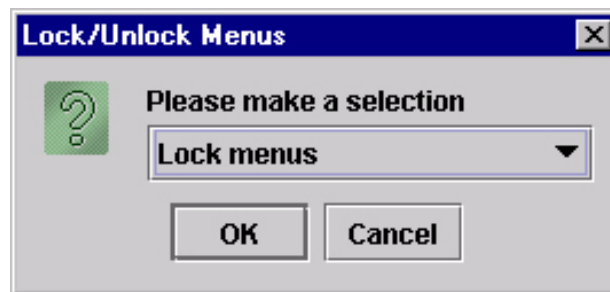 Lock/Unlock Menus
Please make a selection
Lock menus
OK
Cancel